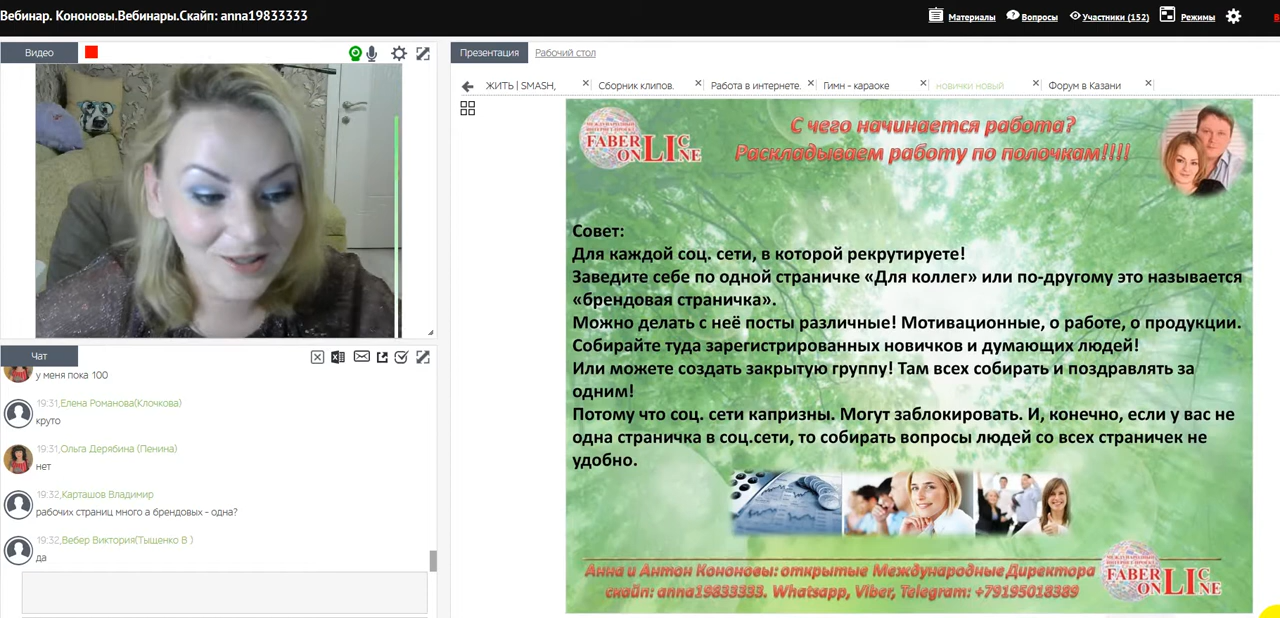 Вебинар. Кононовы.Вебинары.Скайп: anna19833333
Материалы
Вопросы
Участники (152)
Режимы
Видео
Презентация
Рабочий стол
ЖИТЬ | SMASH,
Сборник клипов.
Работа в интернете.
Гимн - караоке
новички новый
Форум в Казани
МЕЖДУНАРОДНЫЙ
ИНТЕРНЕТ-ПРОЕКТ
FABERLIC
ONLINE
С чего начинается работа?
Раскладываем работу по полочкам!!!!
Совет:
Для каждой соц. сети, в которой рекрутируете!
Заведите себе по одной страничке «Для коллег» или по-другому это называется
«брендовая страничка».
Можно делать с неё посты различные! Мотивационные, о работе, о продукции.
Собирайте туда зарегистрированных новичков и думающих людей!
Или можете создать закрытую группу! Там всех собирать и поздравлять за
одним!
Потому что соц. сети капризны. Могут заблокировать. И, конечно, если у вас не
одна страничка в соц.сети, то собирать вопросы людей со всех страничек не
удобно.
Анна и Антон Кононовы: открытые Международные Директора
скайп: anna19833333. Whatsapp, Viber, Telegram: +79195018389
FABERLIC
ONLINE
Чат
у меня пока 100
19:31,Елена Романова(Клочкова)
круто
19:31,Ольга Дерябина (Пенина)
нет
19:32,Карташов Владимир
рабочих страниц много а брендовых - одна?
19:32,Вебер Виктория(Тыщенко В )
да